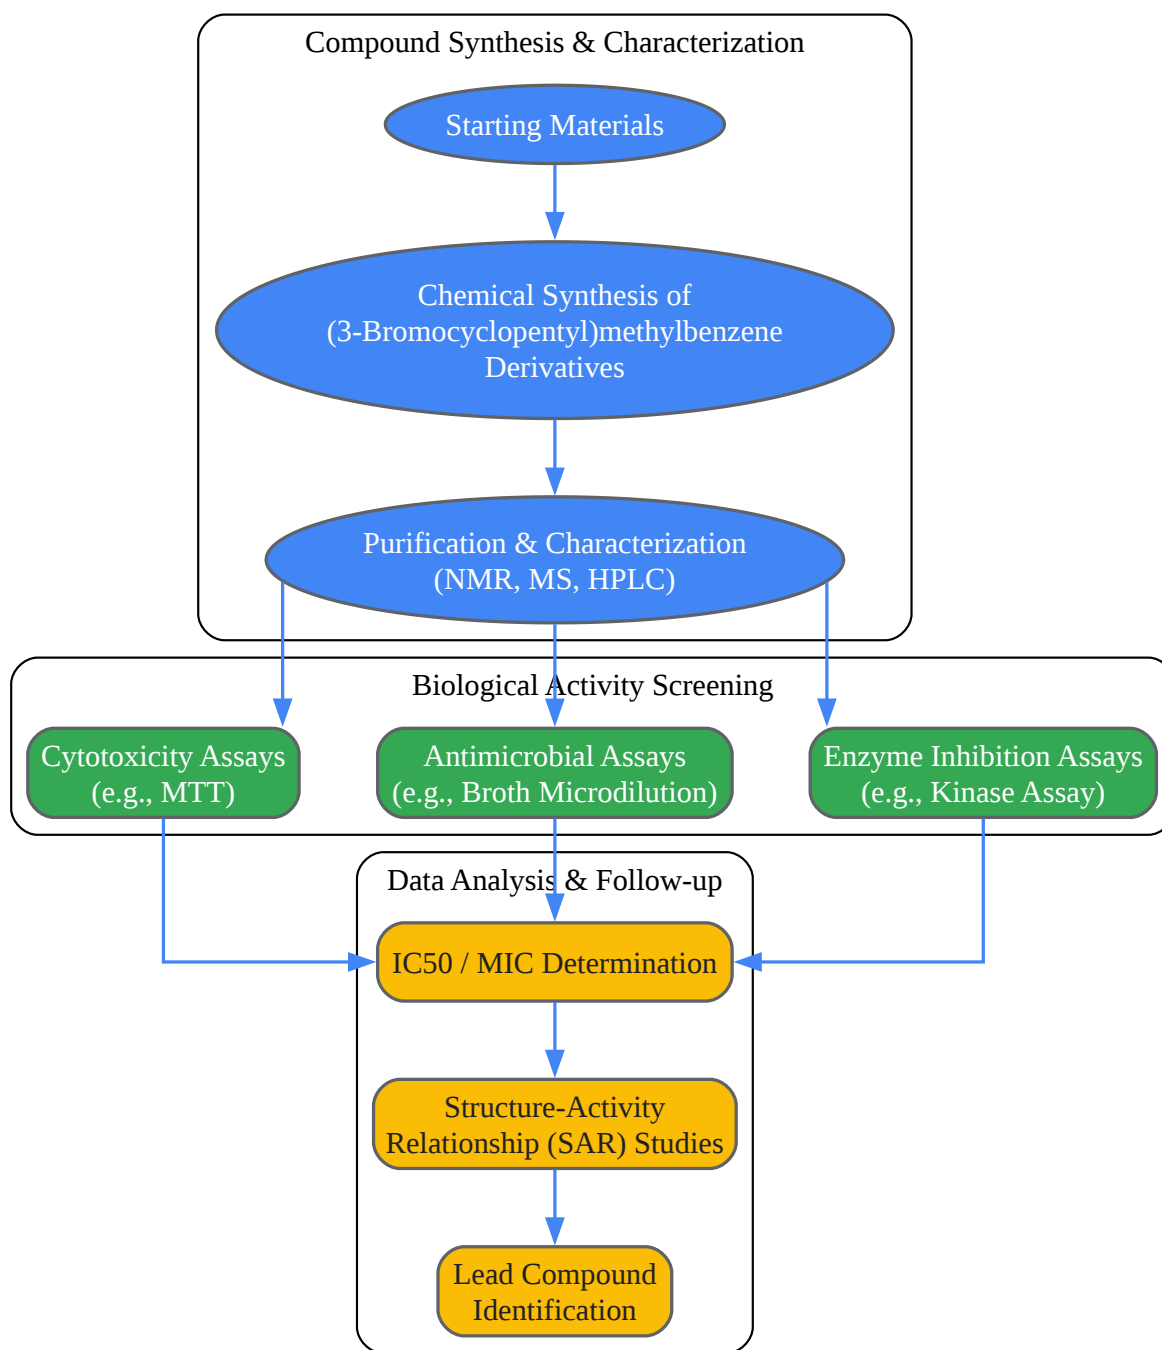 Compound Synthesis & Characterization
Starting Materials
Chemical Synthesis of
(3-Bromocyclopentyl)methylbenzene
Derivatives
Purification & Characterization
(NMR, MS, HPLC)
Biological Activity Screening
Cytotoxicity Assays
(e.g., MTT)
Antimicrobial Assays
(e.g., Broth Microdilution)
Enzyme Inhibition Assays
(e.g., Kinase Assay)
Data Analysis & Follow-up
IC50 / MIC Determination
Structure-Activity
Relationship (SAR) Studies
Lead Compound
Identification